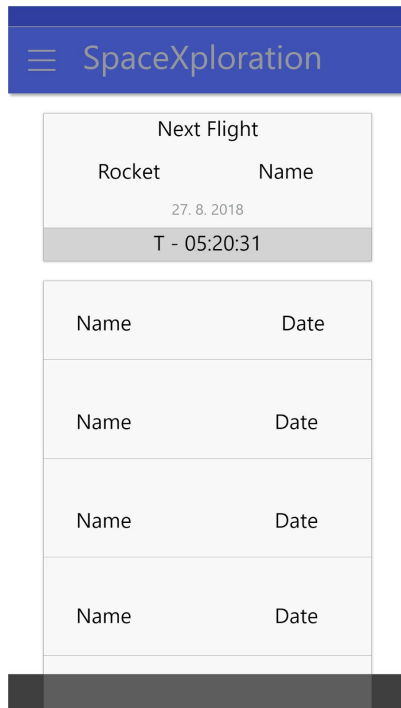 SpaceXploration
Next Flight
Rocket Name
27. 8. 2018
T - 05:20:31
Name Date
Name Date
Name Date
Name Date